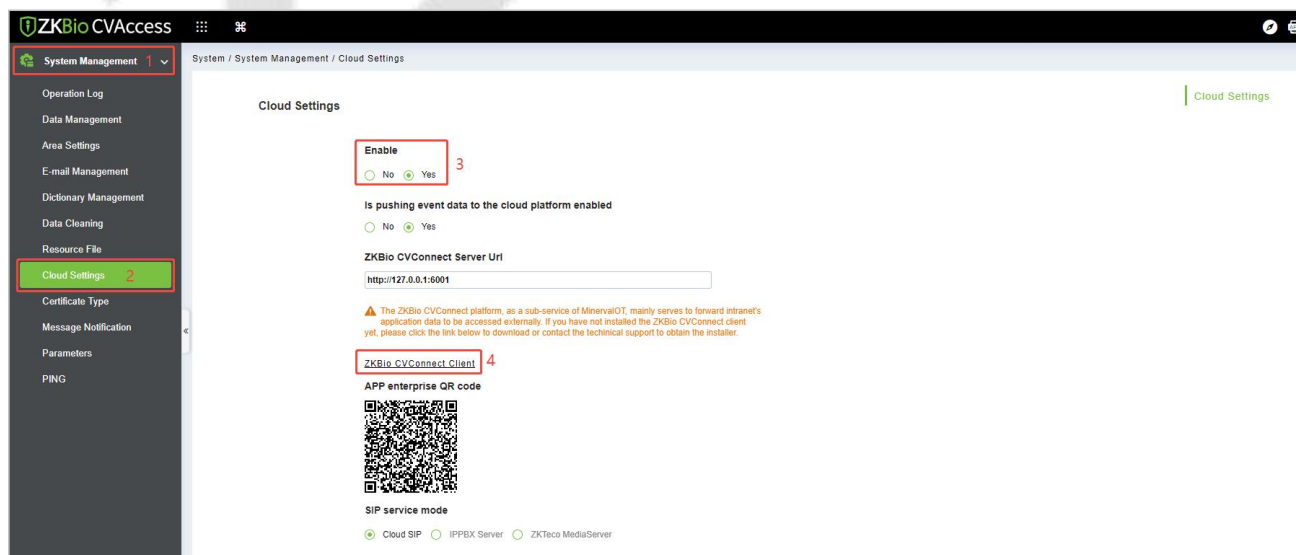 ZKBio CVAccess
System Management 1
Operation Log
Data Management
Area Settings
E-mail Management
Dictionary Management
Data Cleaning
Resource File
Cloud Settings 2
Certificate Type
Message Notification
Parameters
PING
System / System Management / Cloud Settings
Cloud Settings
Cloud Settings
Enable
No Yes
3
Is pushing event data to the cloud platform enabled
No Yes
ZKBio CVConnect Server Url
http://127.0.0.1:6001
The ZKBio CVConnect platform, as a sub-service of MinervaIOT, mainly serves to forward intranet's
application data to be accessed externally. If you have not installed the ZKBio CVConnect client
yet, please click the link below to download or contact the techinical support to obtain the installer.
ZKBio CVConnect Client 4
APP enterprise QR code
SIP service mode
Cloud SIP IPPBX Server ZKTeco MediaServer